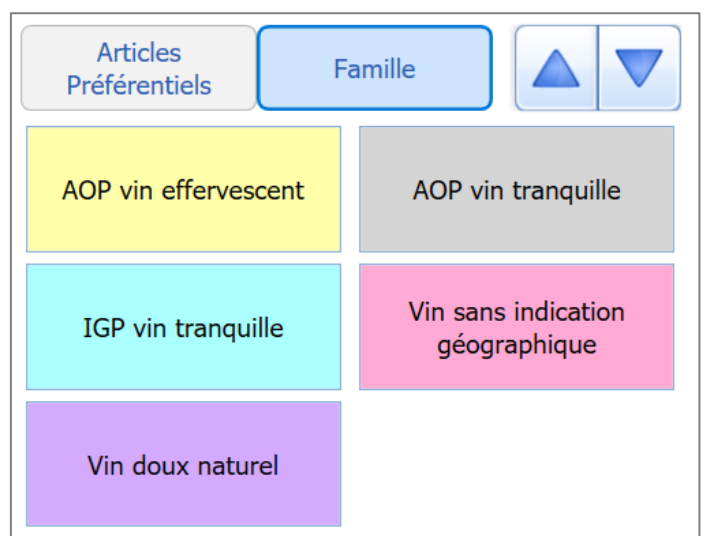 Articles
Préférentiels
Famille
AOP vin effervescent
AOP vin tranquille
IGP vin tranquille
Vin sans indication
géographique
Vin doux naturel